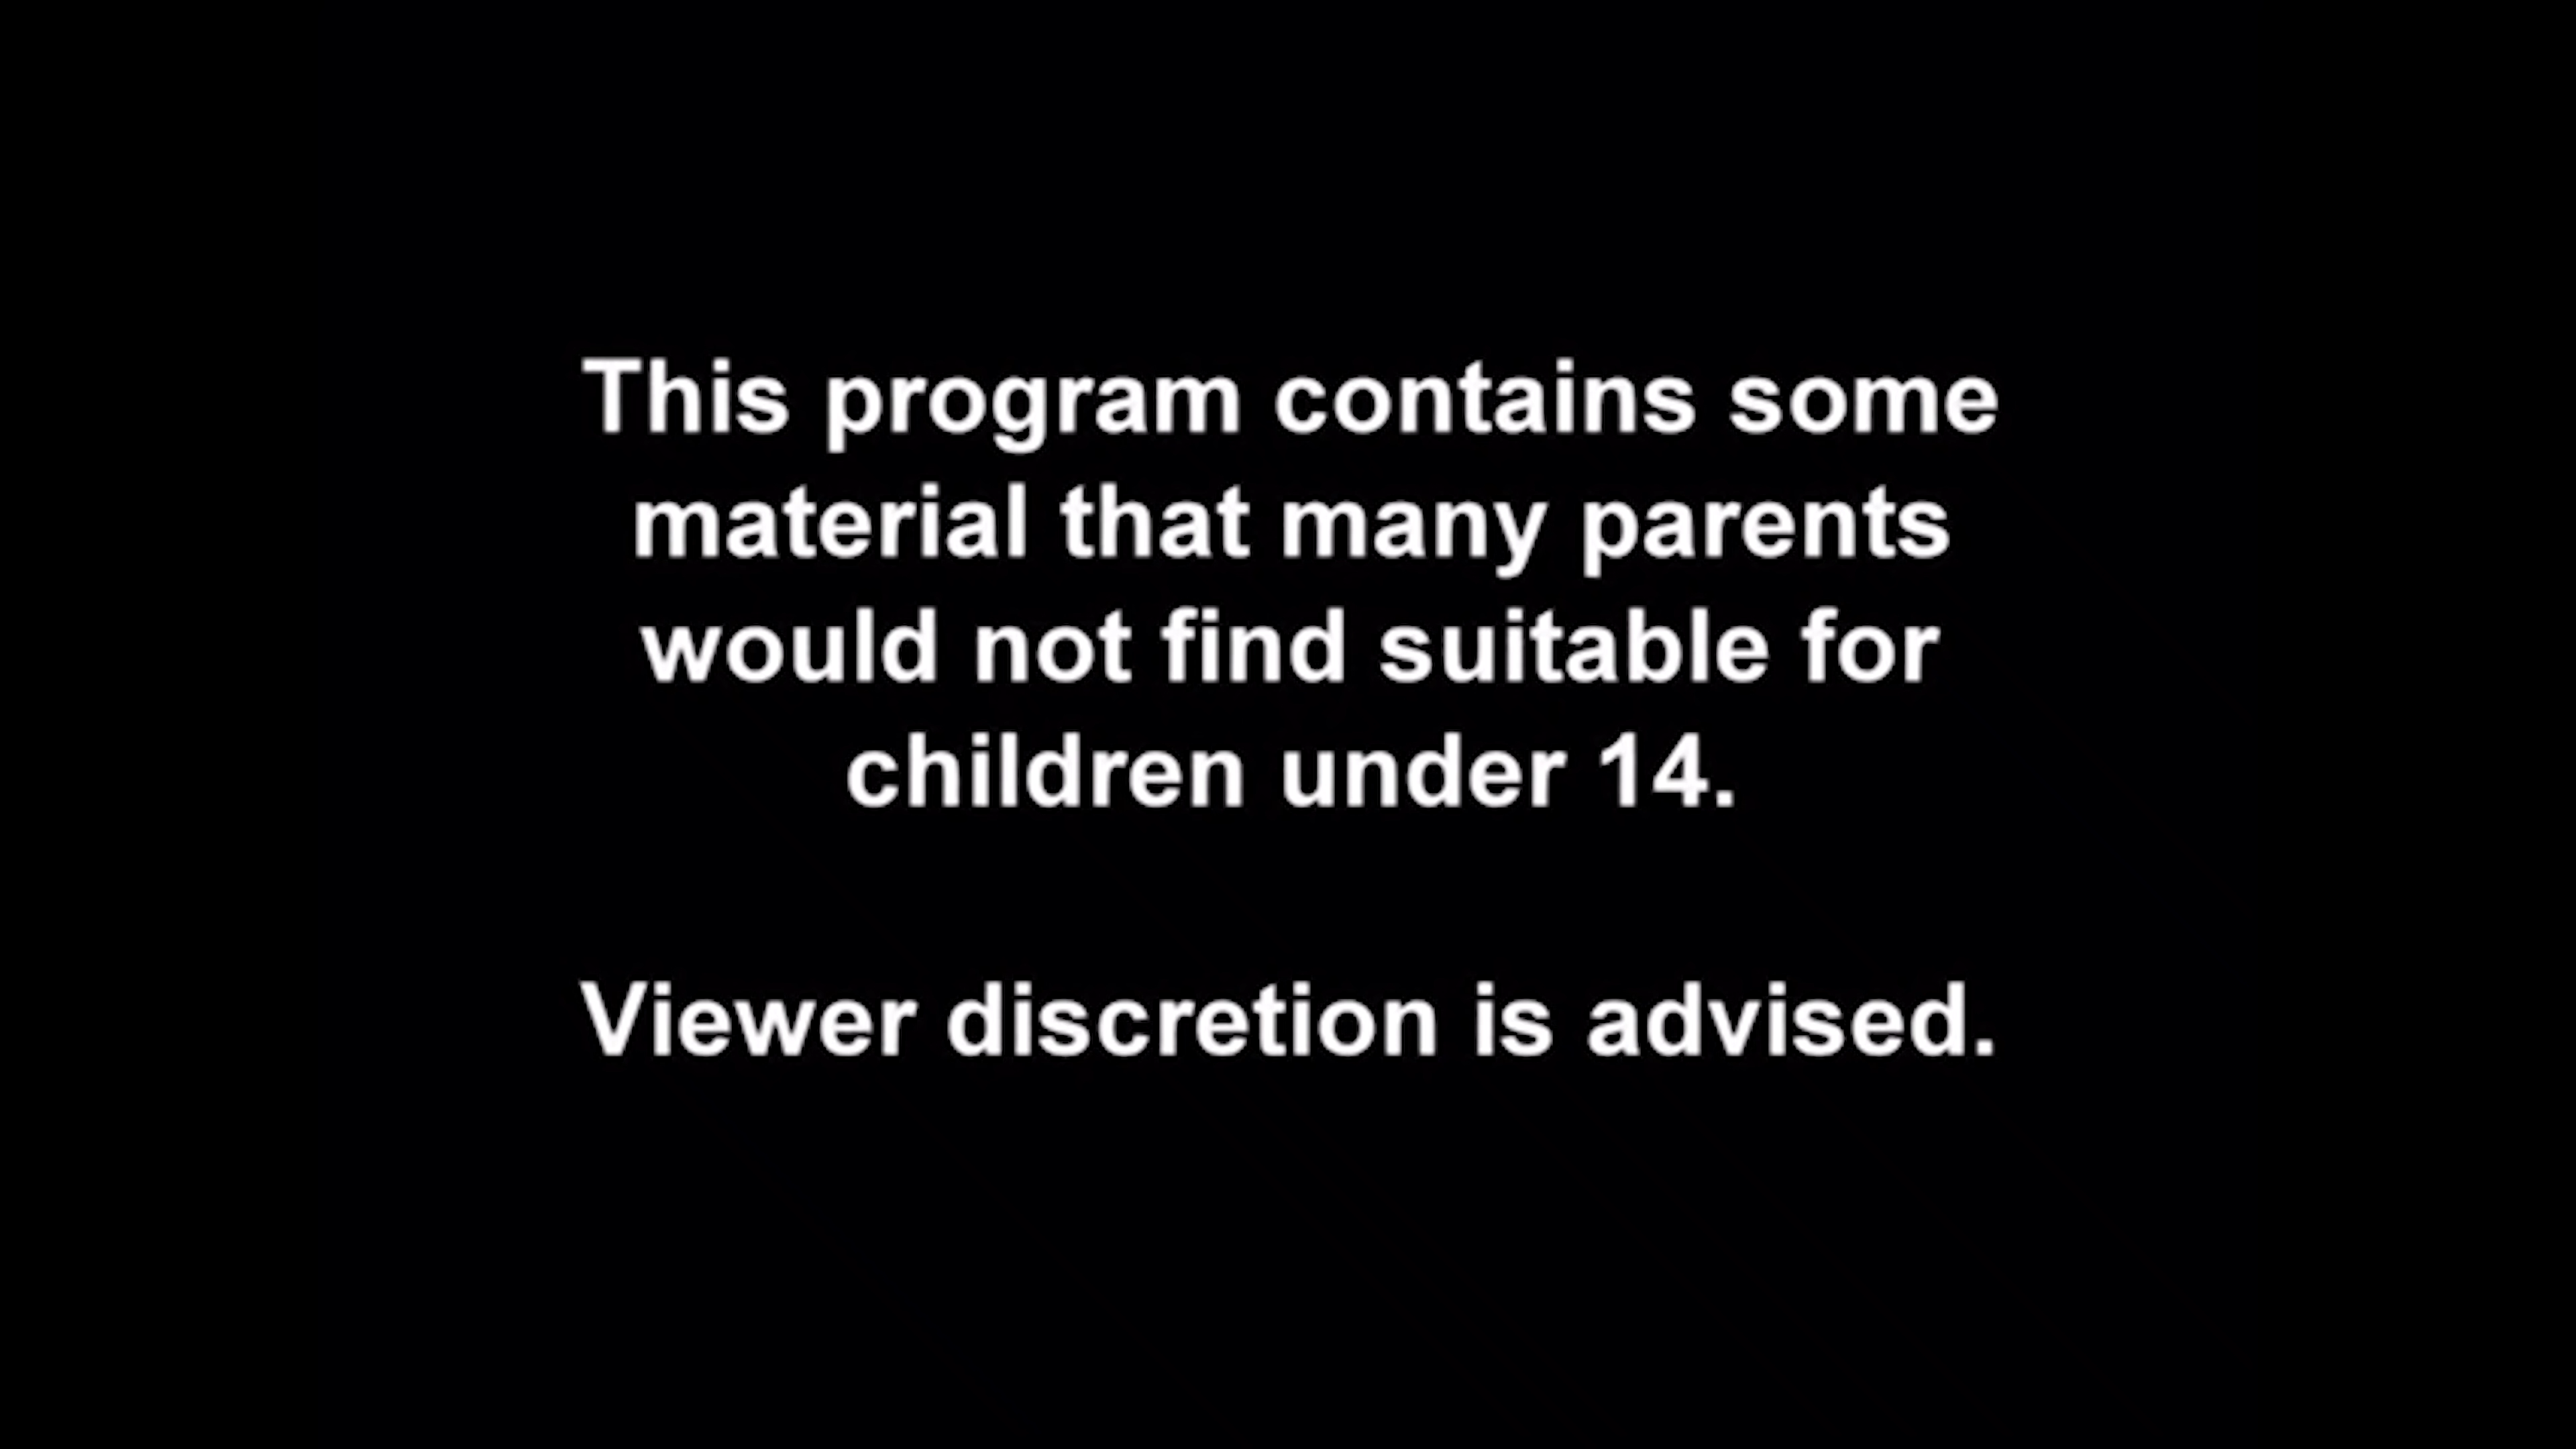 This program contains some
material that many parents
would not find suitable for
children under 14.
Viewer discretion is advised.